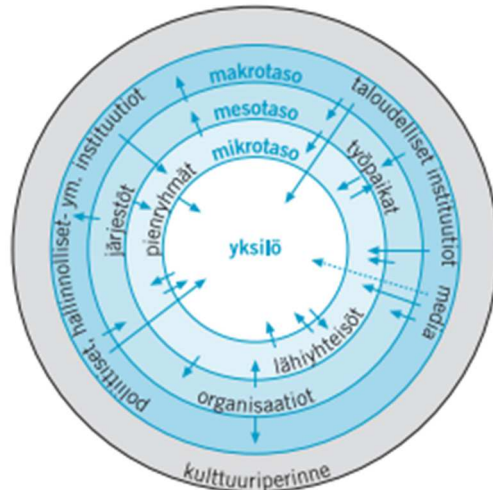 makrotaso
mesotaso
mikrotaso
yksilö
taloudelliset instituutiot
media
työpaikat
lähiyhteisöt
organisaatiot
kulttuuriperinne
poliittiset, hallinnolliset- ym. instituutiot
järjestöt
pienryhmät